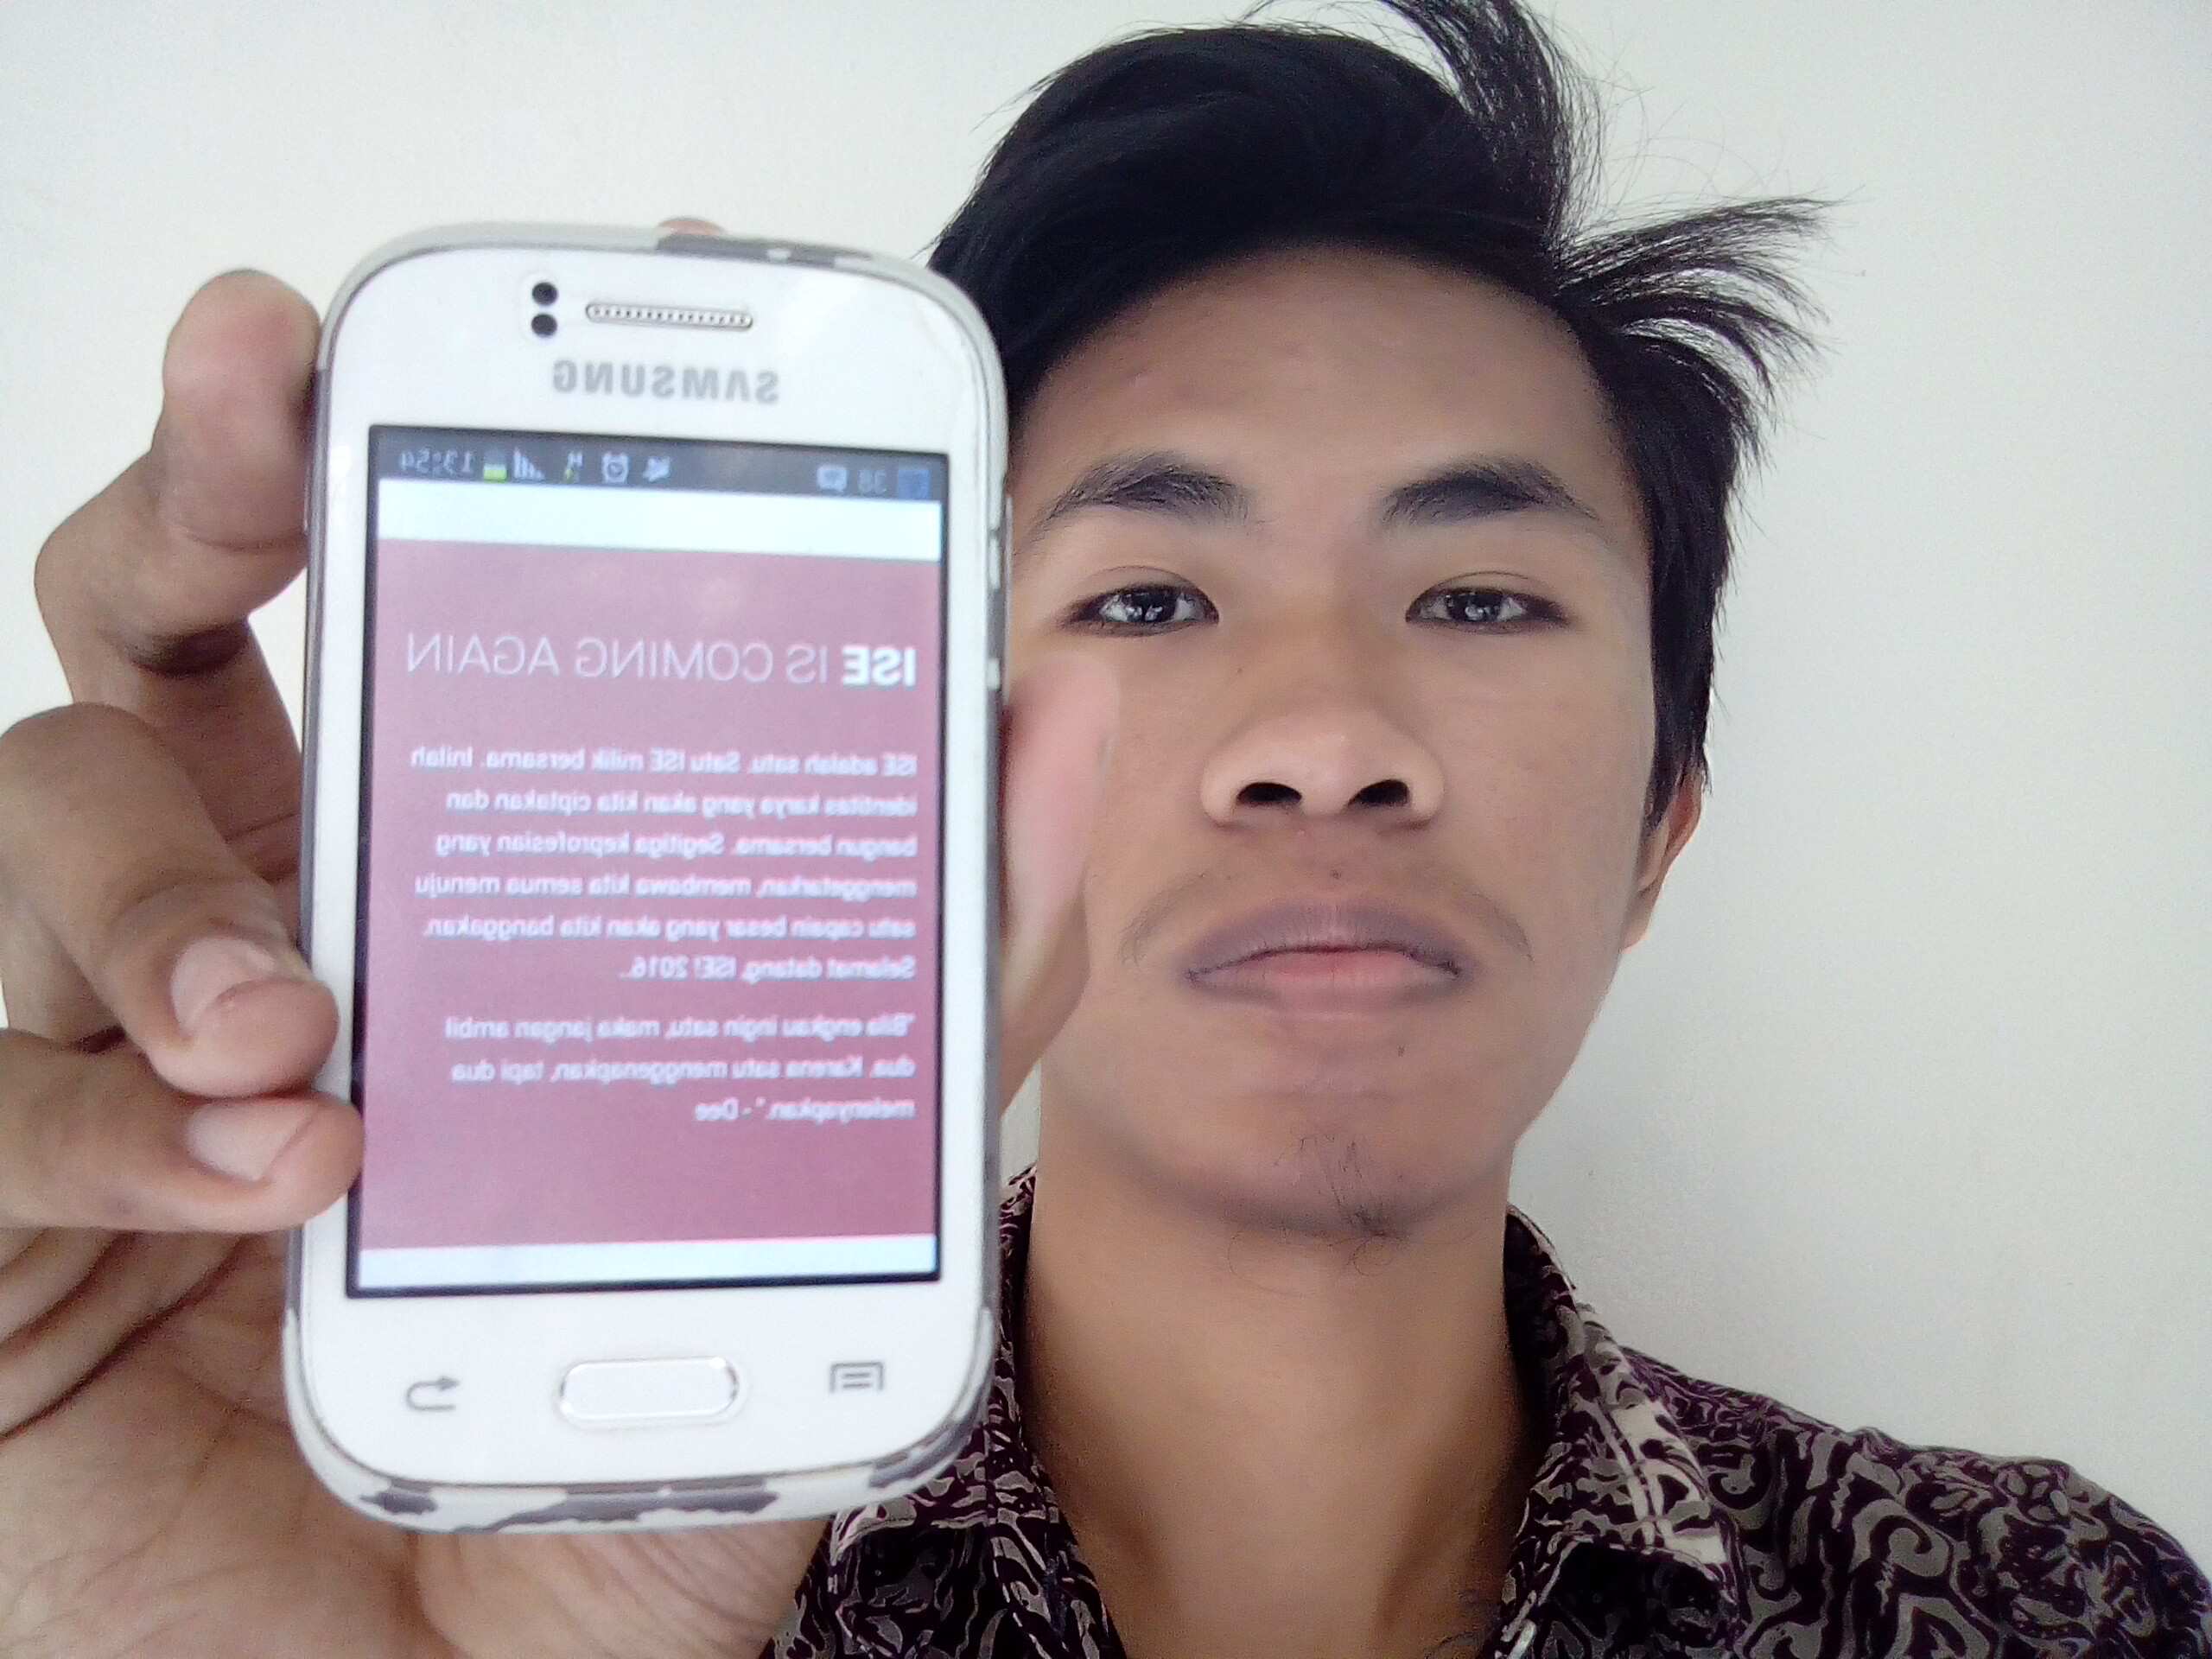 SAMSUNG
38 13:54
ISE IS COMING AGAIN
ISE adalah satu. Satu ISE milik bersama. Inilah
identitas karya yang akan kita ciptakan dan
bangun bersama. Segitiga keprofesian yang
menggetarkan, membawa kita semua menuju
satu capain besar yang akan kita banggakan.
Selamat datang, ISE! 2016..
"Bila engkau ingin satu, maka jangan ambil
dua. Karena satu menggenapkan, tapi dua
melenyapkan." - Dee